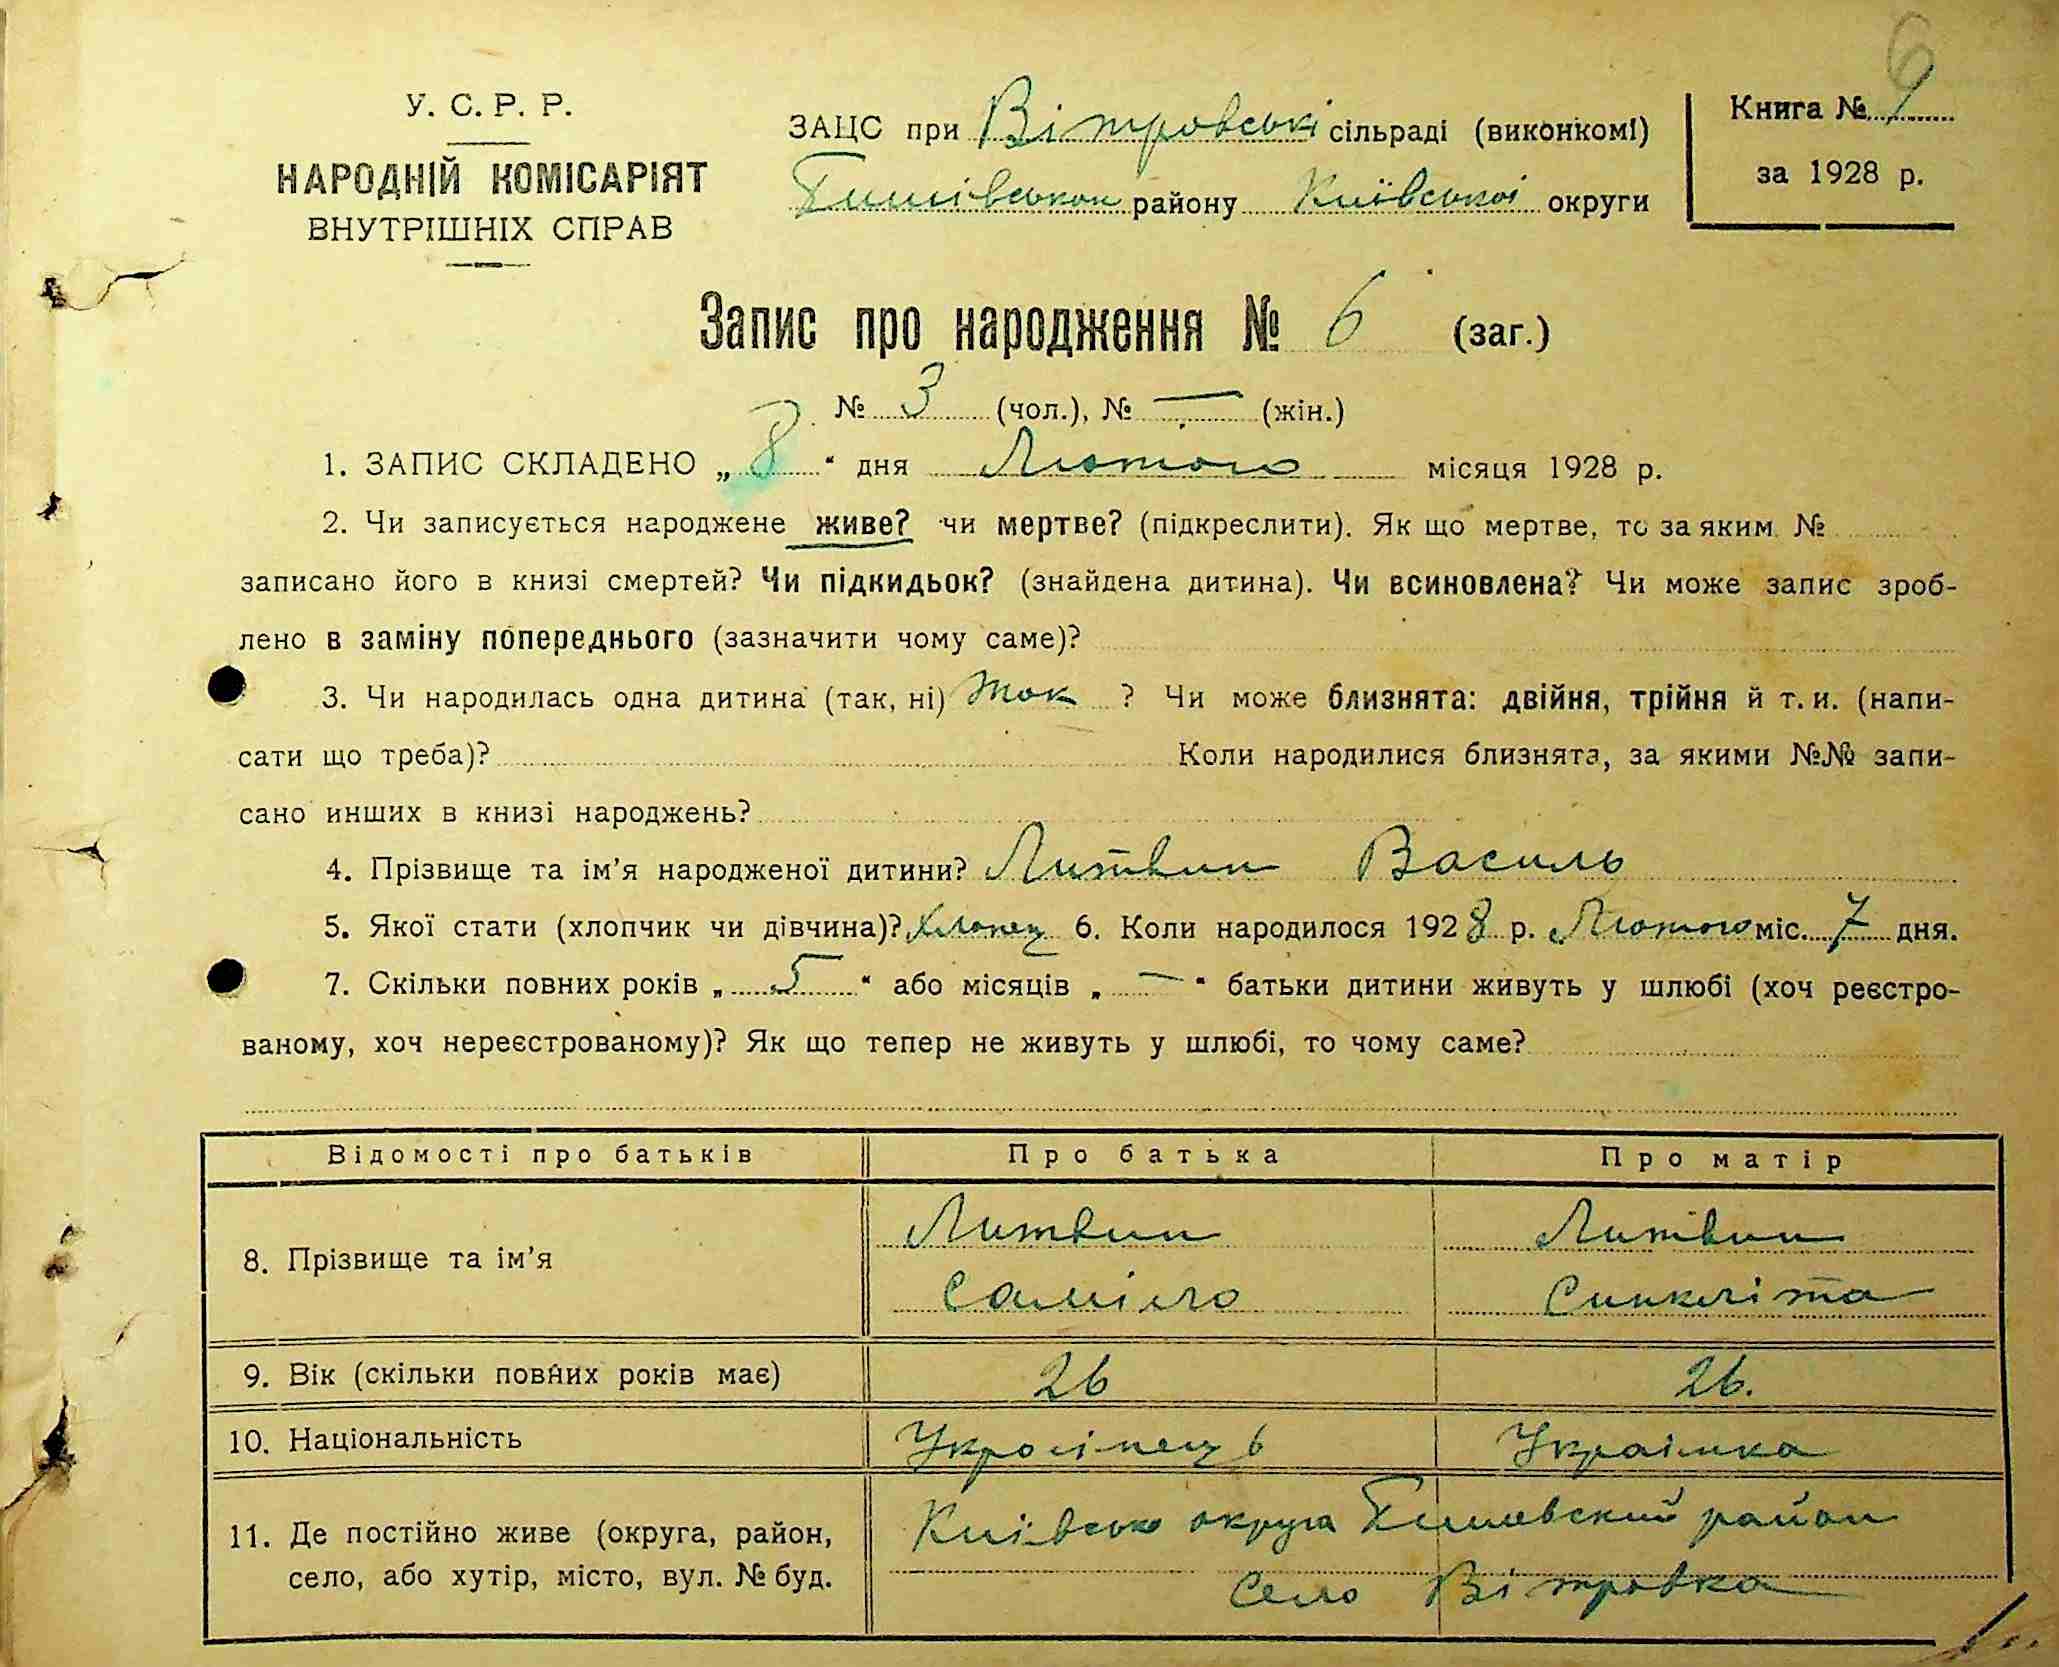 6
У. С. Р. Р.
НАРОДНІЙ КОМІСАРІЯТ
ВНУТРІШНІХ СПРАВ
ЗАЦС при Вітровські сільраді (виконкомі)
району Київської округи
Книга №
за 1928 р.
Запис про народження № 6 (заг.)
№ 3 (чол.), № — (жін.)
1. ЗАПИС СКЛАДЕНО „ 8 “ дня Лютого місяця 1928 р.
2. Чи записується народжене живе? чи мертве? (підкреслити). Як що мертве, то за яким №
записано його в книзі смертей? Чи підкидьок? (знайдена дитина). Чи всиновлена? Чи може запис зроб-
лено в заміну попереднього (зазначити чому саме)?
3. Чи народилась одна дитина (так, ні) так ? Чи може близнята: двійня, трійня й т. и. (напи-
сати що треба)? Коли народилися близнята, за якими №№ запи-
сано инших в книзі народжень?
4. Прізвище та ім’я народженої дитини? Литвин Василь
5. Якої стати (хлопчик чи дівчина)? хлопец 6. Коли народилося 1928 р. Лютого міс. 7 дня.
7. Скільки повних років „ 5 “ або місяців „ — “ батьки дитини живуть у шлюбі (хоч реєстро-
ваному, хоч нереєстрованому)? Як що тепер не живуть у шлюбі, то чому саме?
Відомості про батьків Про батька Про матір
8. Прізвище та ім’я Литвин Самійло Литвин Синкліта
9. Вік (скільки повних років має) 26 26.
10. Національність Українець Українка
11. Де постійно живе (округа, район,
село, або хутір, місто, вул. № буд.
округа район
село Вітровка